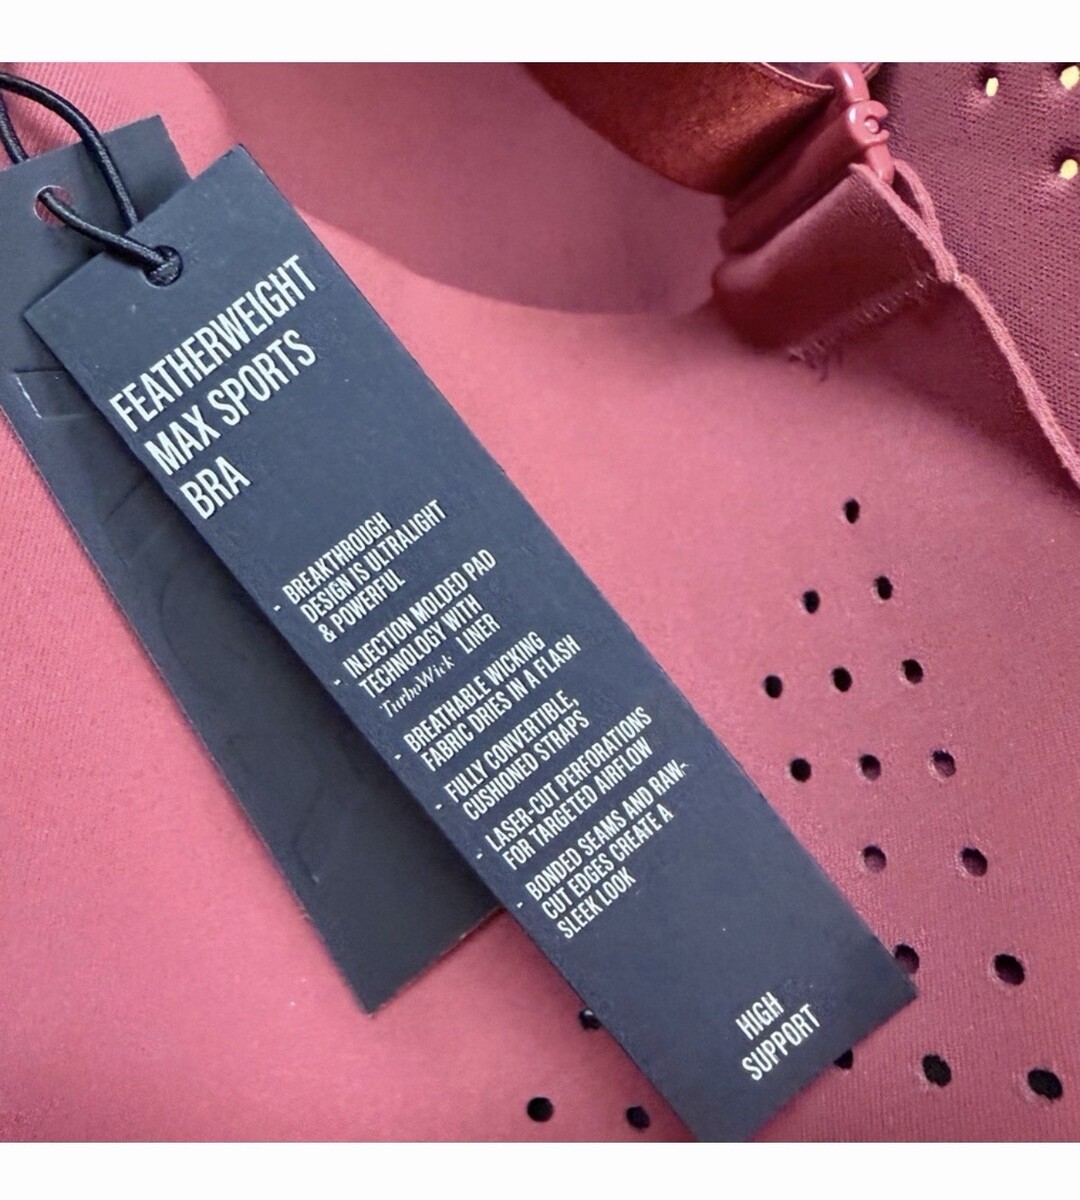 FEATHERWEIGHT
MAX SPORTS
BRA
- BREAKTHROUGH
DESIGN IS ULTRALIGHT
& POWERFUL
- INJECTION MOLDED PAD
TECHNOLOGY WITH
TurboWick LINER
- BREATHABLE WICKING
FABRIC DRIES IN A FLASH
- FULLY CONVERTIBLE,
CUSHIONED STRAPS
- LASER-CUT PERFORATIONS
FOR TARGETED AIRFLOW
- BONDED SEAMS AND RAW-
CUT EDGES CREATE A
SLEEK LOOK
HIGH
SUPPORT